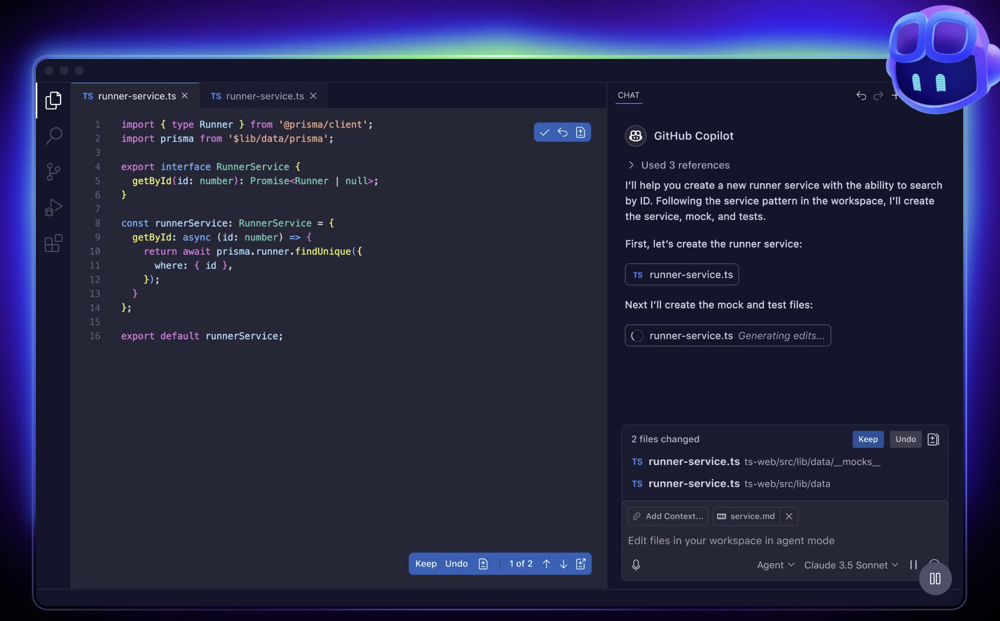 TS runner-service.ts
TS runner-service.ts
1 import { type Runner } from '@prisma/client';
2 import prisma from '$lib/data/prisma';
3
4 export interface RunnerService {
5   getById(id: number): Promise<Runner | null>;
6 }
7
8 const runnerService: RunnerService = {
9   getById: async (id: number) => {
10     return await prisma.runner.findUnique({
11       where: { id },
12     });
13   }
14 };
15
16 export default runnerService;
Keep Undo 1 of 2
CHAT
GitHub Copilot
Used 3 references
I’ll help you create a new runner service with the ability to search
by ID. Following the service pattern in the workspace, I’ll create
the service, mock, and tests.
First, let’s create the runner service:
TS runner-service.ts
Next I’ll create the mock and test files:
runner-service.ts Generating edits...
2 files changed
Keep Undo
TS runner-service.ts ts-web/src/lib/data/__mocks__
TS runner-service.ts ts-web/src/lib/data
Add Context...
service.md
Edit files in your workspace in agent mode
Agent Claude 3.5 Sonnet